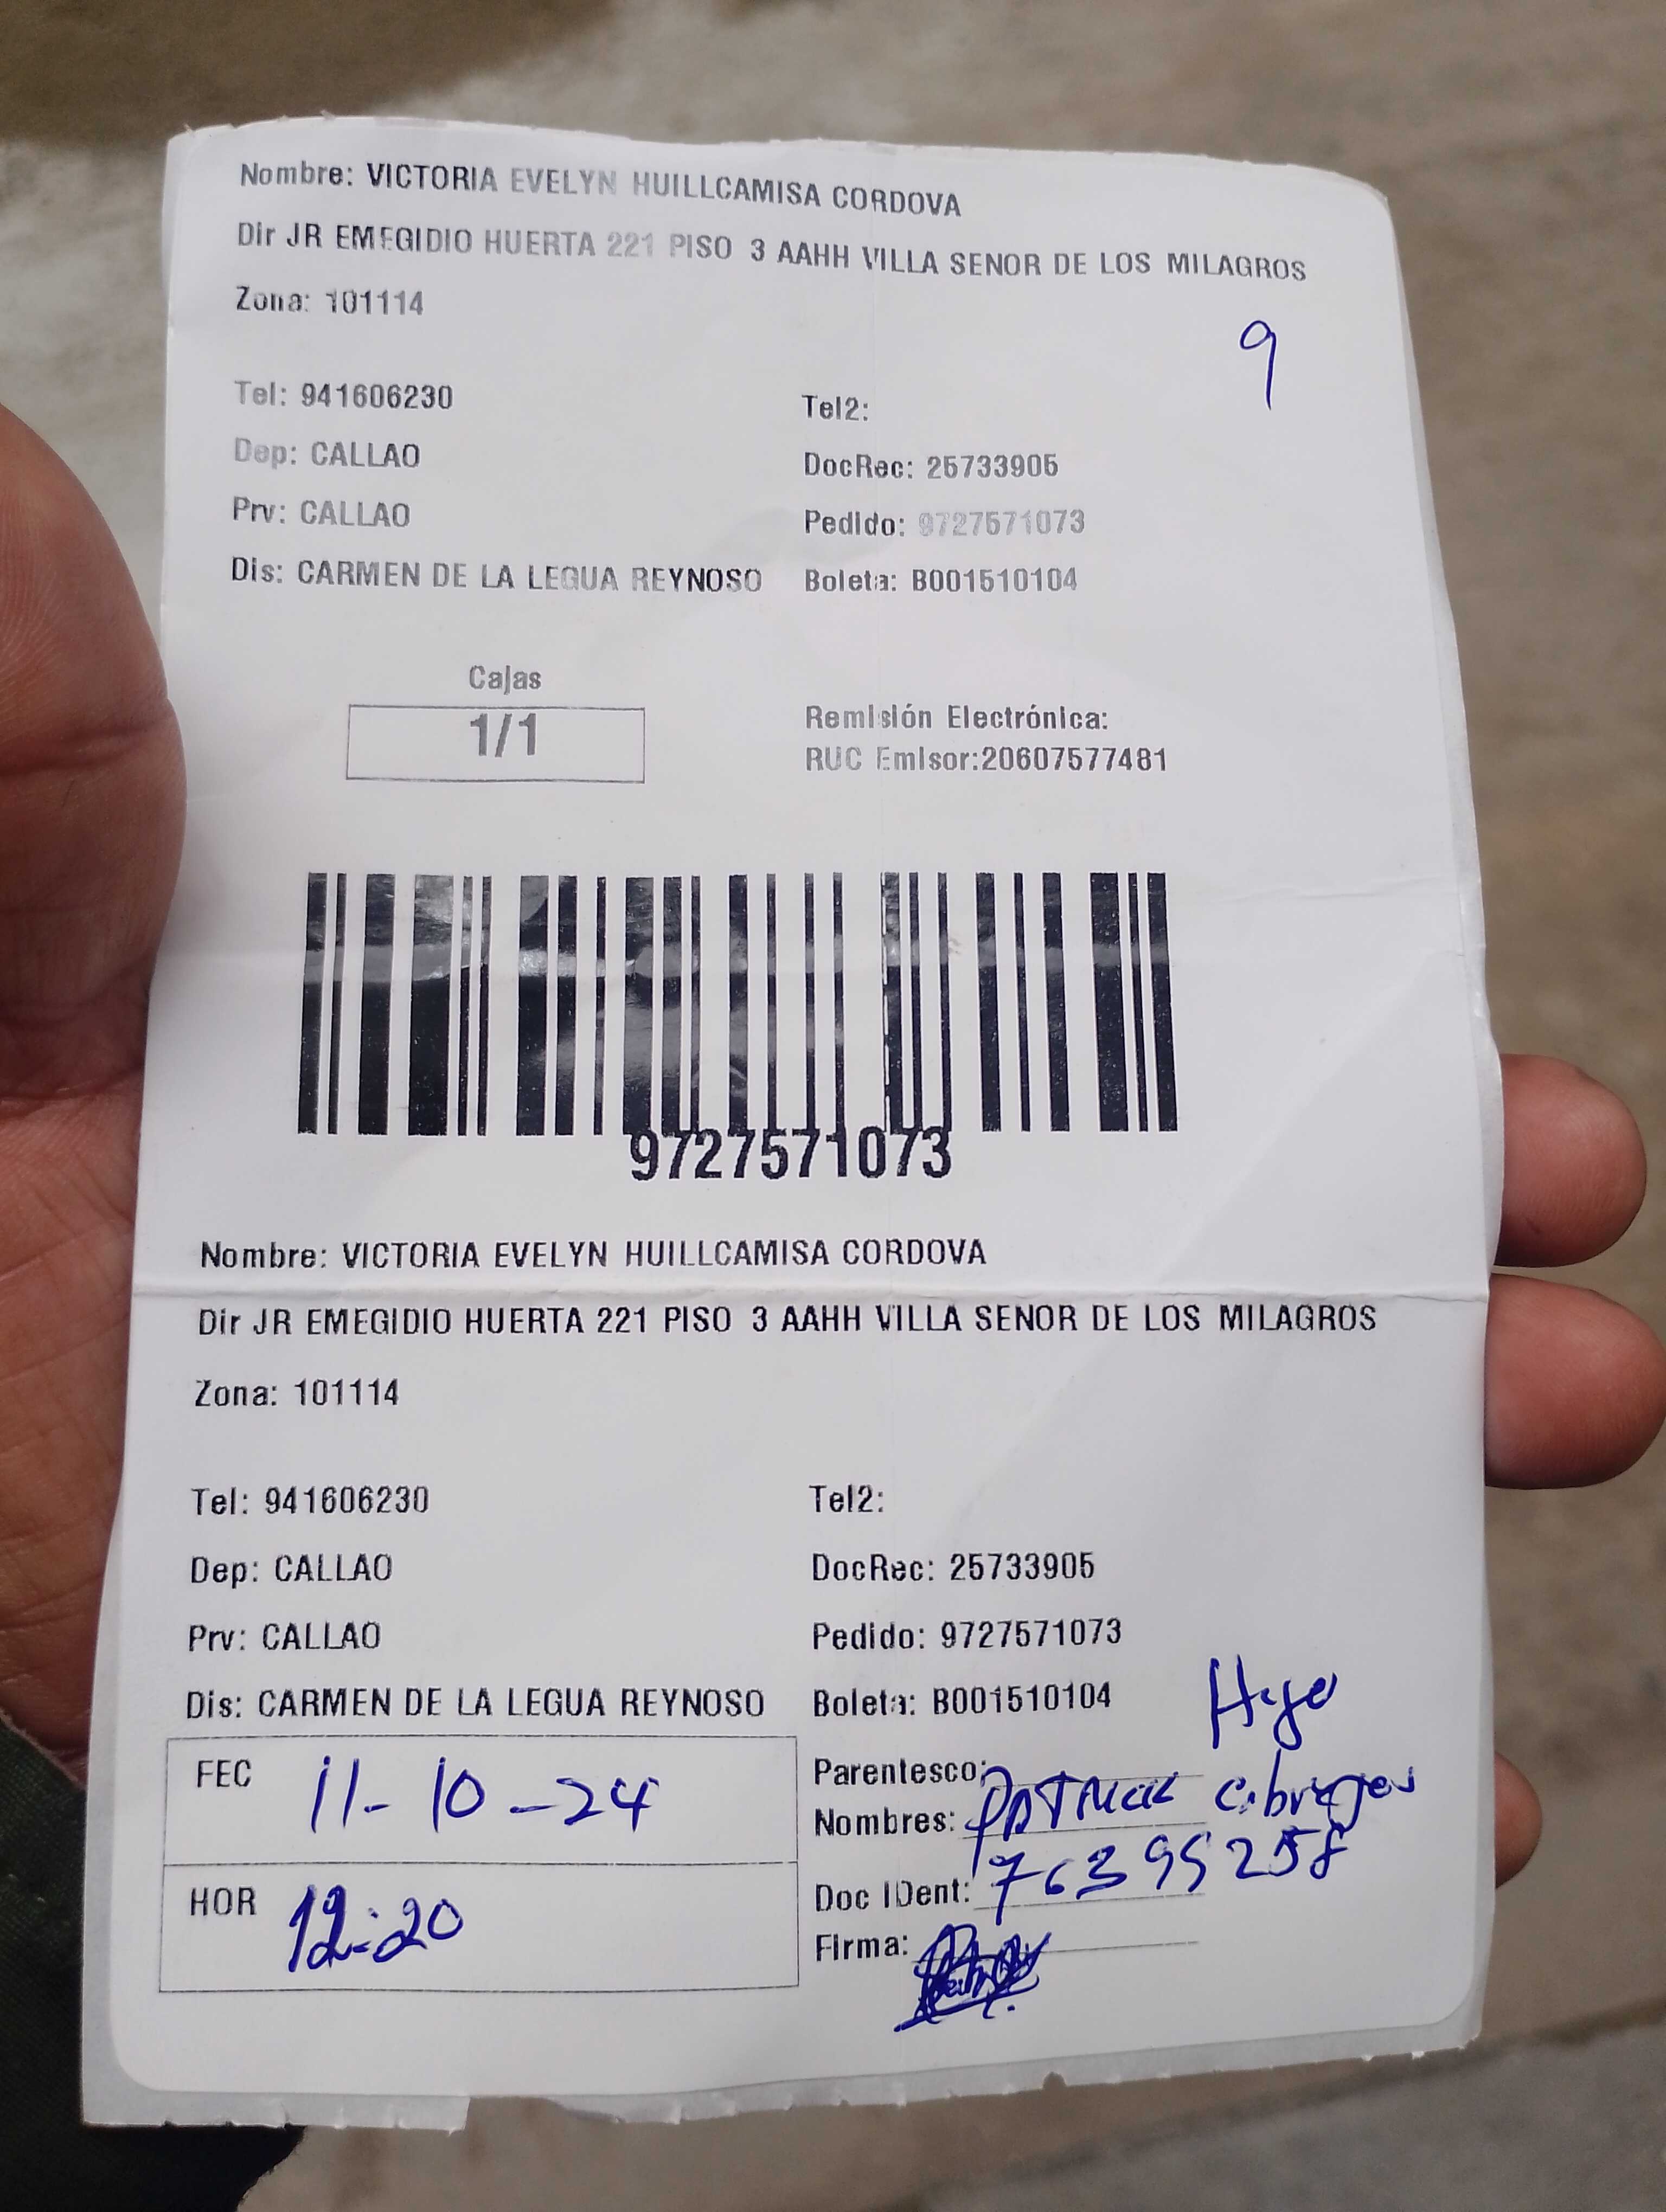 Nombre: VICTORIA EVELYN HUILLCAMISA CORDOVA
Dir JR EMEGIDIO HUERTA 221 PISO 3 AAHH VILLA SENOR DE LOS MILAGROS
Zona: 101114
9
Tel: 941606230 Tel2:
Dep: CALLAO DocRec: 25733905
Prv: CALLAO Pedido: 9727571073
Dis: CARMEN DE LA LEGUA REYNOSO Boleta: B001510104
Cajas
1/1
Remisión Electrónica:
RUC Emisor:20607577481
9727571073
Nombre: VICTORIA EVELYN HUILLCAMISA CORDOVA
Dir JR EMEGIDIO HUERTA 221 PISO 3 AAHH VILLA SENOR DE LOS MILAGROS
Zona: 101114
Tel: 941606230 Tel2:
Dep: CALLAO DocRec: 25733905
Prv: CALLAO Pedido: 9727571073
Dis: CARMEN DE LA LEGUA REYNOSO Boleta: B001510104
FEC 11-10-24
HOR 12:20
Parentesco:
Nombres: PATRICK
Doc IDent: 76395258
Firma: